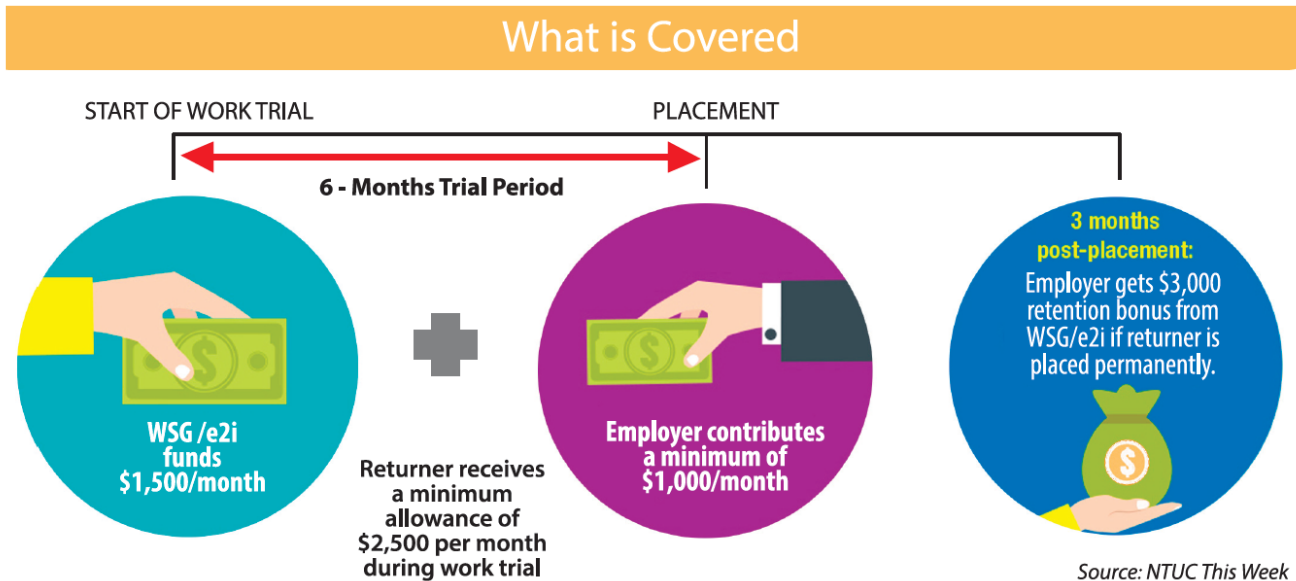 What is Covered
START OF WORK TRIAL
PLACEMENT
6 - Months Trial Period
WSG /e2i
funds
$1,500/month
Returner receives
a minimum
allowance of
$2,500 per month
during work trial
Employer contributes
a minimum of
$1,000/month
3 months
post-placement:
Employer gets $3,000
retention bonus from
WSG/e2i if returner is
placed permanently.
$
$
$
Source: NTUC This Week